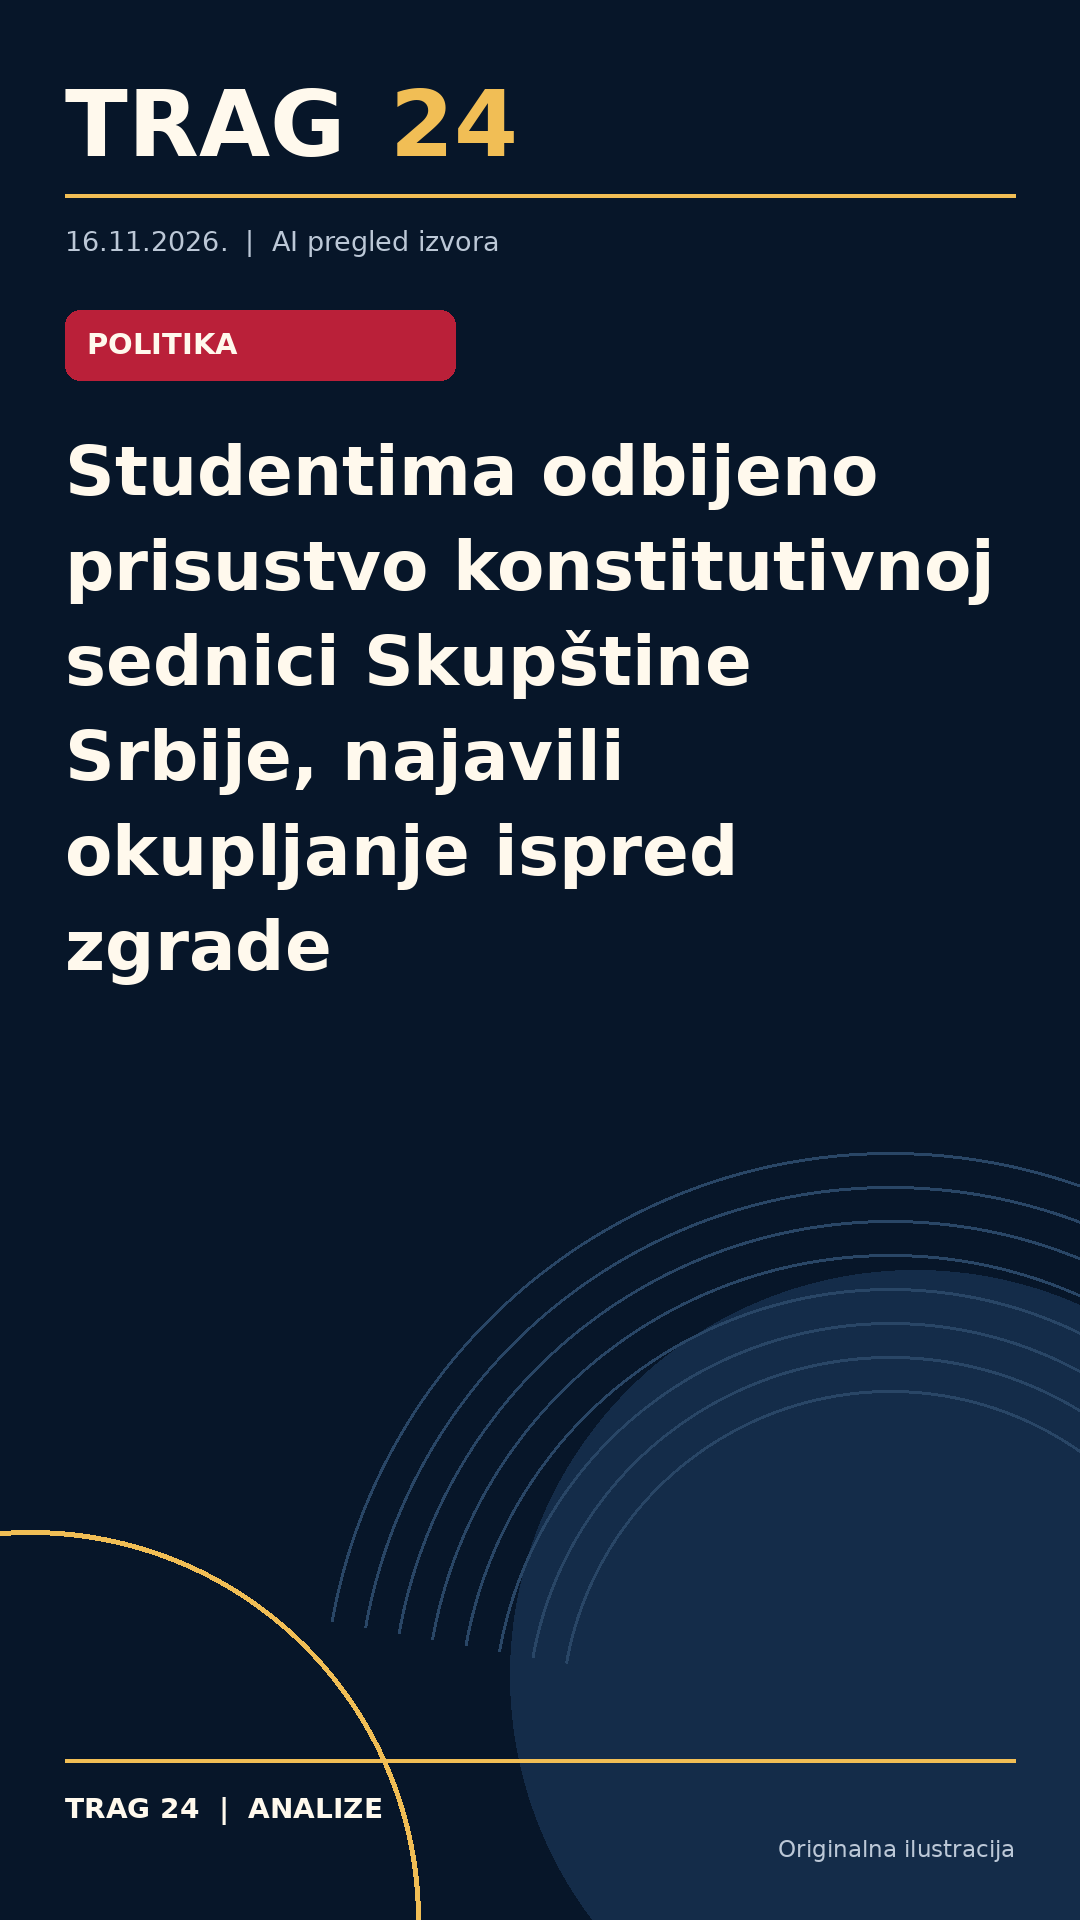 TRAG 24
16.11.2026. | AI pregled izvora
POLITIKA
Studentima odbijeno
prisustvo konstitutivnoj
sednici Skupštine
Srbije, najavili
okupljanje ispred
zgrade
TRAG 24 | ANALIZE
Originalna ilustracija